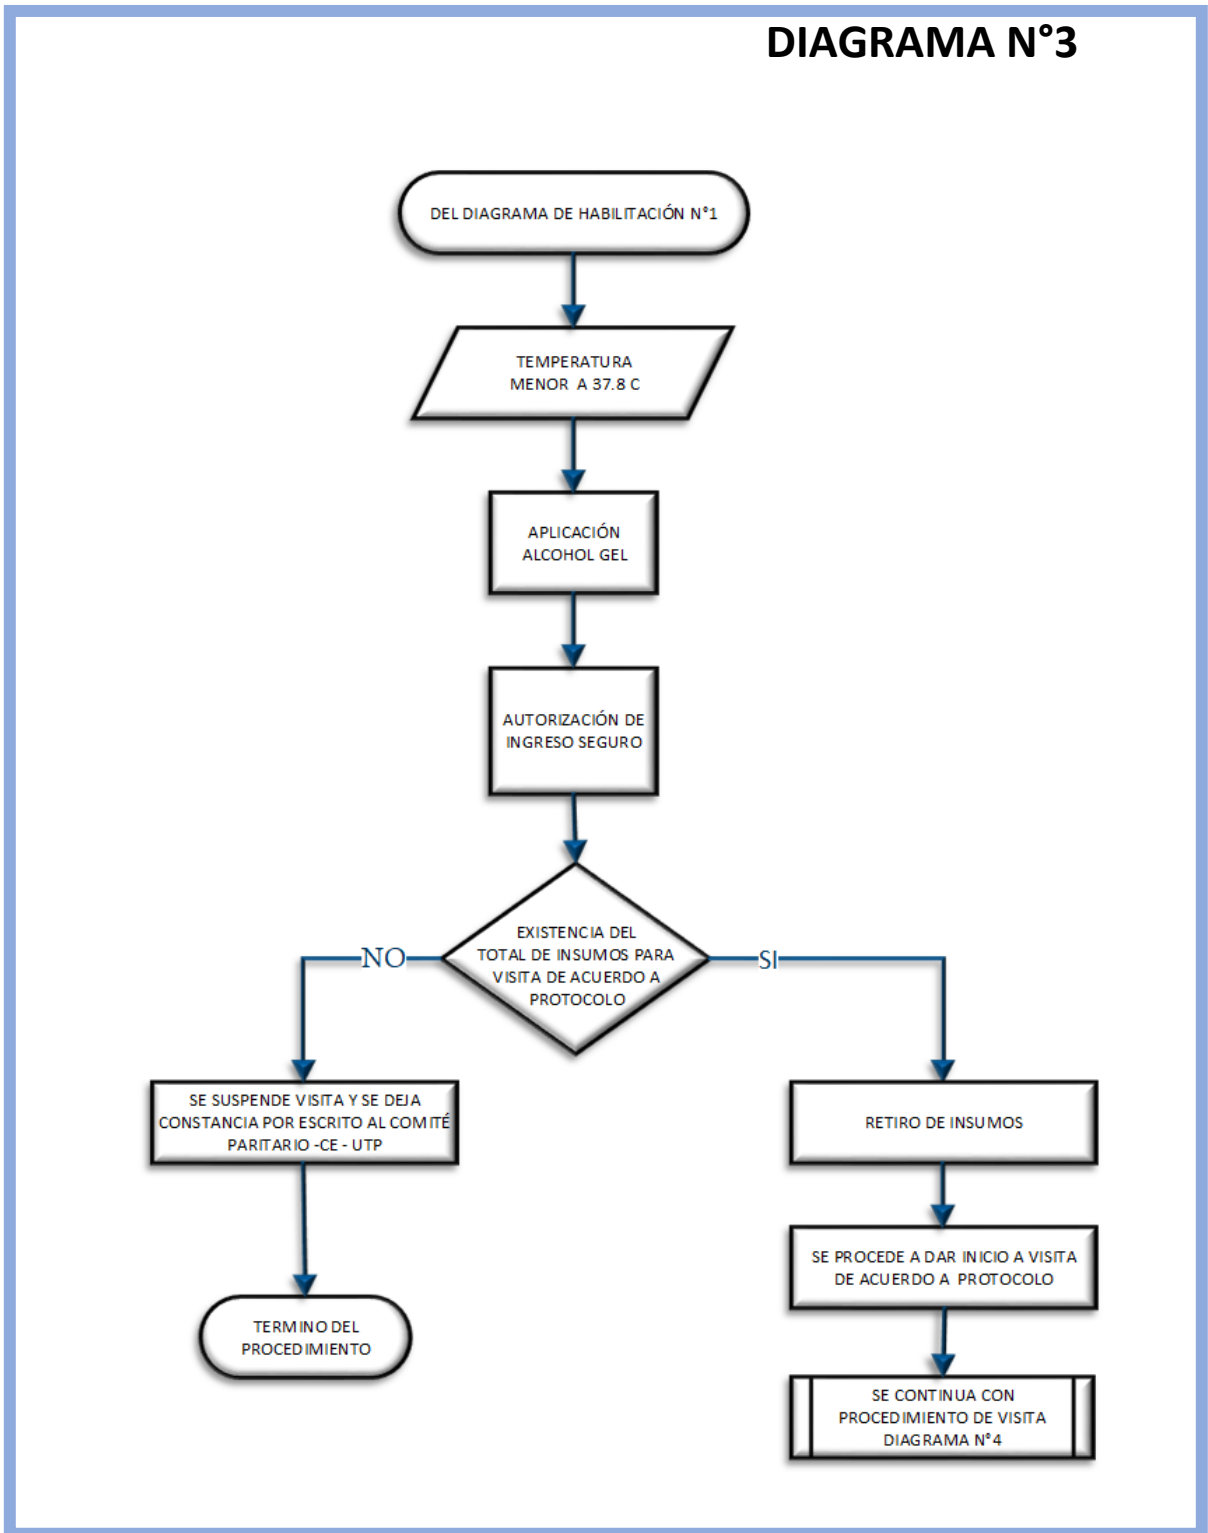 DIAGRAMA N°3
DEL DIAGRAMA DE HABILITACIÓN N°1
TEMPERATURA
MENOR A 37.8 C
APLICACIÓN
ALCOHOL GEL
AUTORIZACIÓN DE
INGRESO SEGURO
EXISTENCIA DEL
TOTAL DE INSUMOS PARA
VISITA DE ACUERDO A
PROTOCOLO
NO
SI
SE SUSPENDE VISITA Y SE DEJA
CONSTANCIA POR ESCRITO AL COMITÉ
PARITARIO -CE - UTP
TERMINO DEL
PROCEDIMIENTO
RETIRO DE INSUMOS
SE PROCEDE A DAR INICIO A VISITA
DE ACUERDO A PROTOCOLO
SE CONTINUA CON
PROCEDIMIENTO DE VISITA
DIAGRAMA N°4